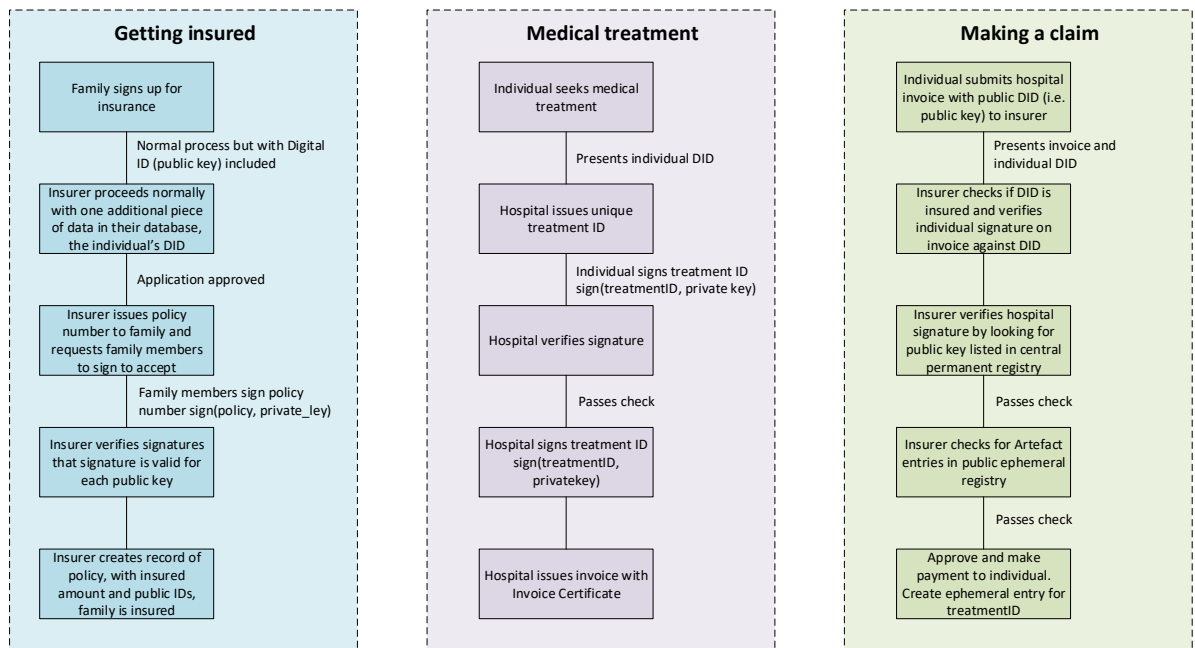 Getting insured
Family signs up for
insurance
Normal process but with Digital
ID (public key) included
Insurer proceeds normally
with one additional piece
of data in their database,
the individual’s DID
Application approved
Insurer issues policy
number to family and
requests family members
to sign to accept
Family members sign policy
number sign(policy, private_ley)
Insurer verifies signatures
that signature is valid for
each public key
Insurer creates record of
policy, with insured
amount and public IDs,
family is insured
Medical treatment
Individual seeks medical
treatment
Presents individual DID
Hospital issues unique
treatment ID
Individual signs treatment ID
sign(treatmentID, private key)
Hospital verifies signature
Passes check
Hospital signs treatment ID
sign(treatmentID,
privatekey)
Hospital issues invoice with
Invoice Certificate
Making a claim
Individual submits hospital
invoice with public DID (i.e.
public key) to insurer
Presents invoice and
individual DID
Insurer checks if DID is
insured and verifies
individual signature on
invoice against DID
Insurer verifies hospital
signature by looking for
public key listed in central
permanent registry
Passes check
Insurer checks for Artefact
entries in public ephemeral
registry
Passes check
Approve and make
payment to individual.
Create ephemeral entry for
treatmentID